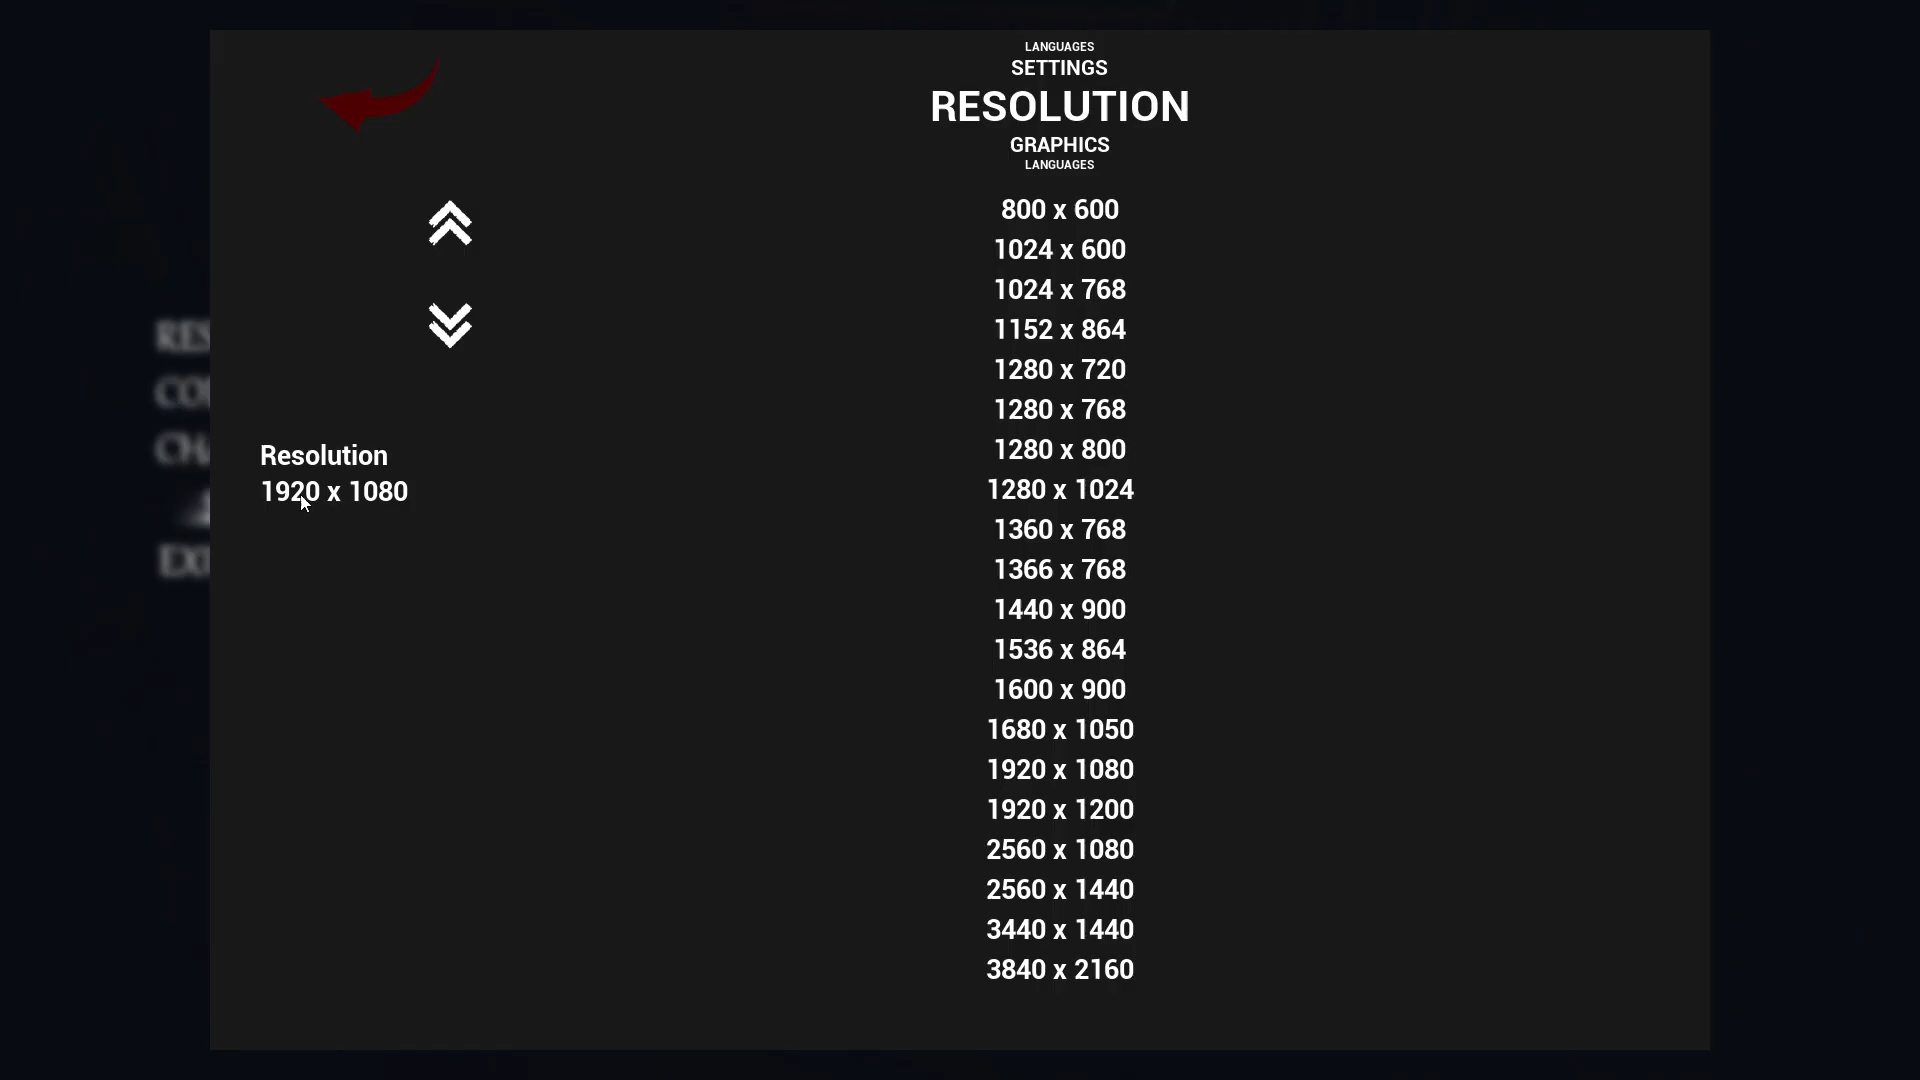 LANGUAGES
SETTINGS
RESOLUTION
GRAPHICS
LANGUAGES
800 x 600
1024 x 600
1024 x 768
1152 x 864
1280 x 720
1280 x 768
1280 x 800
1280 x 1024
1360 x 768
1366 x 768
1440 x 900
1536 x 864
1600 x 900
1680 x 1050
1920 x 1080
1920 x 1200
2560 x 1080
2560 x 1440
3440 x 1440
3840 x 2160
Resolution
1920 x 1080